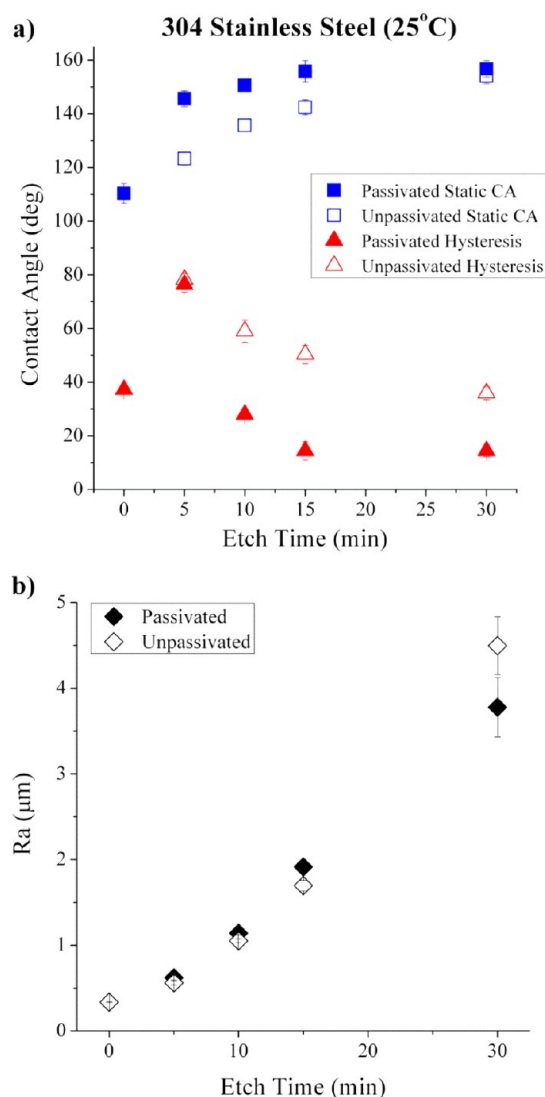 a) 304 Stainless Steel (25°C)
160
140
120
100
80
60
40
20
0
Contact Angle (deg)
Passivated Static CA
Unpassivated Static CA
Passivated Hysteresis
Unpassivated Hysteresis
0 5 10 15 20 25 30
Etch Time (min)
b)
5
4
3
2
1
0
Ra (μm)
Passivated
Unpassivated
0 10 20 30
Etch Time (min)